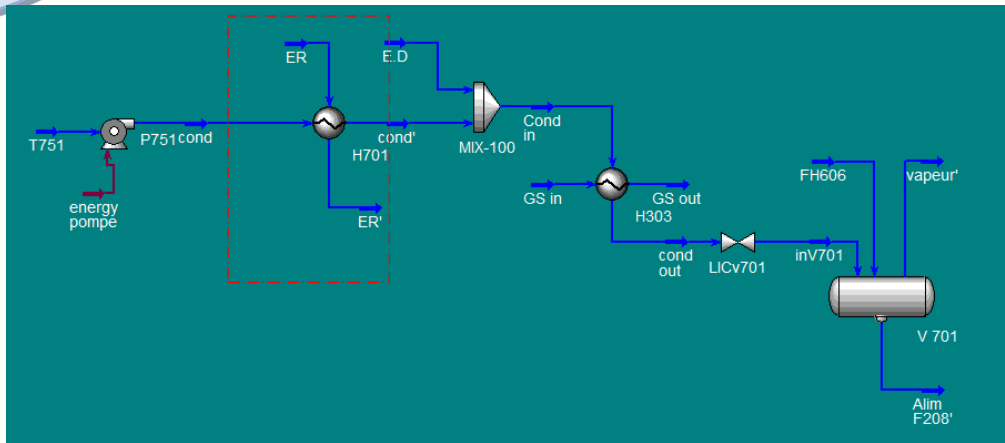 ER
E.D
T751
P751
cond
H701
cond'
MIX-100
Cond
in
energy
pompe
ER'
GS in
GS out
H303
FH606
vapeur'
cond
out
LICv701
inV701
V 701
Alim
F208'